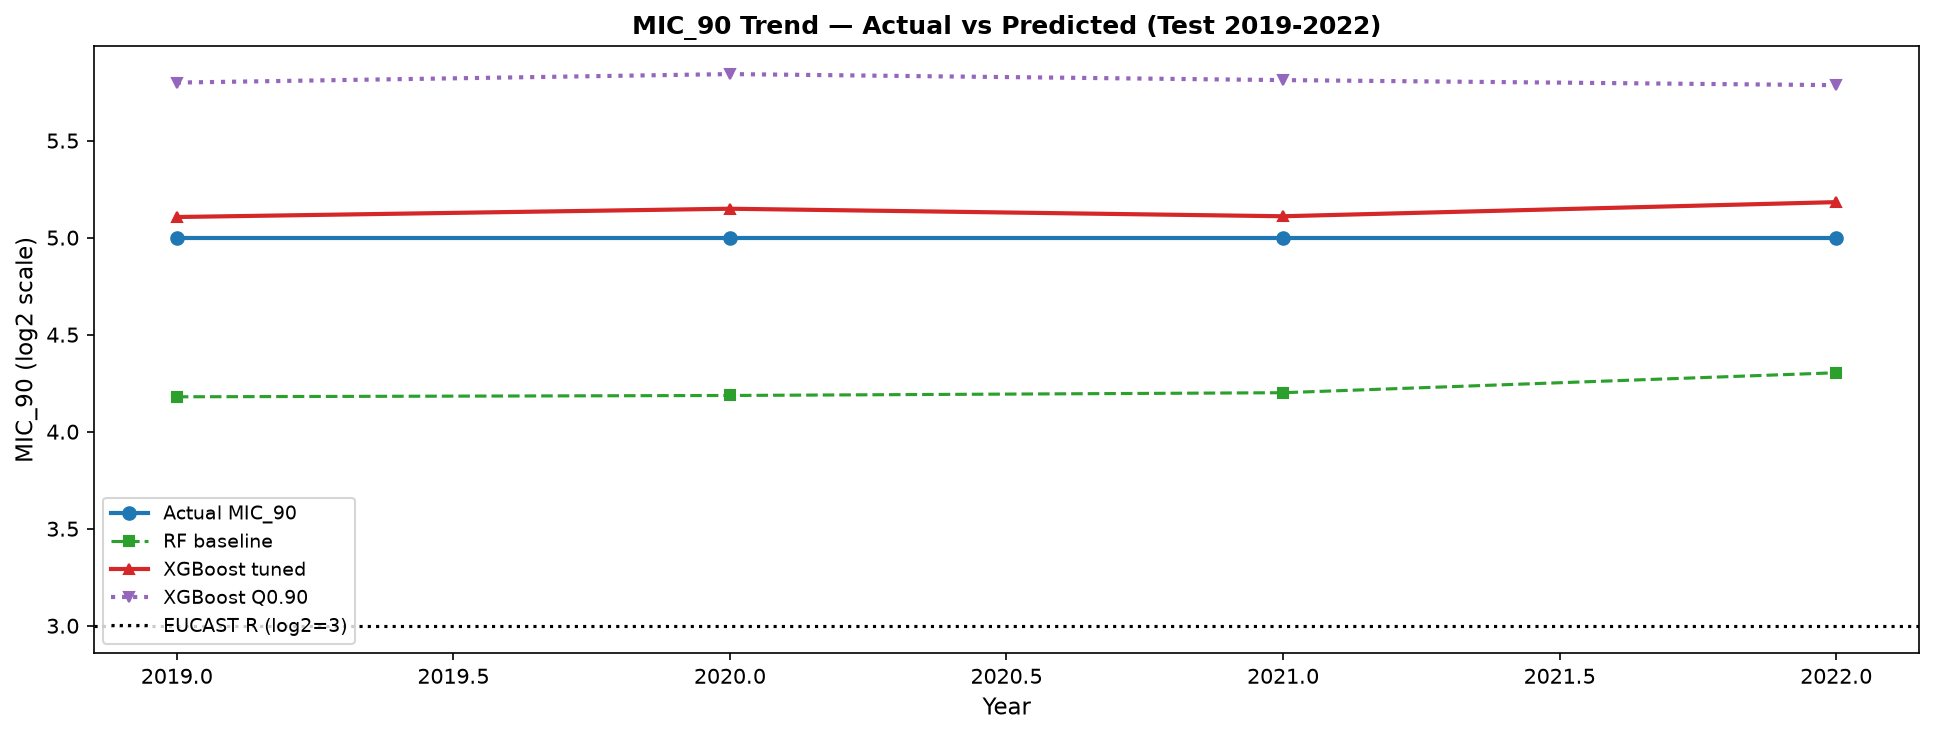 MIC_90 Trend — Actual vs Predicted (Test 2019-2022)
MIC_90 (log2 scale)
5.5
5.0
4.5
4.0
3.5
3.0
Actual MIC_90
RF baseline
XGBoost tuned
XGBoost Q0.90
EUCAST R (log2=3)
2019.0 2019.5 2020.0 2020.5 2021.0 2021.5 2022.0
Year